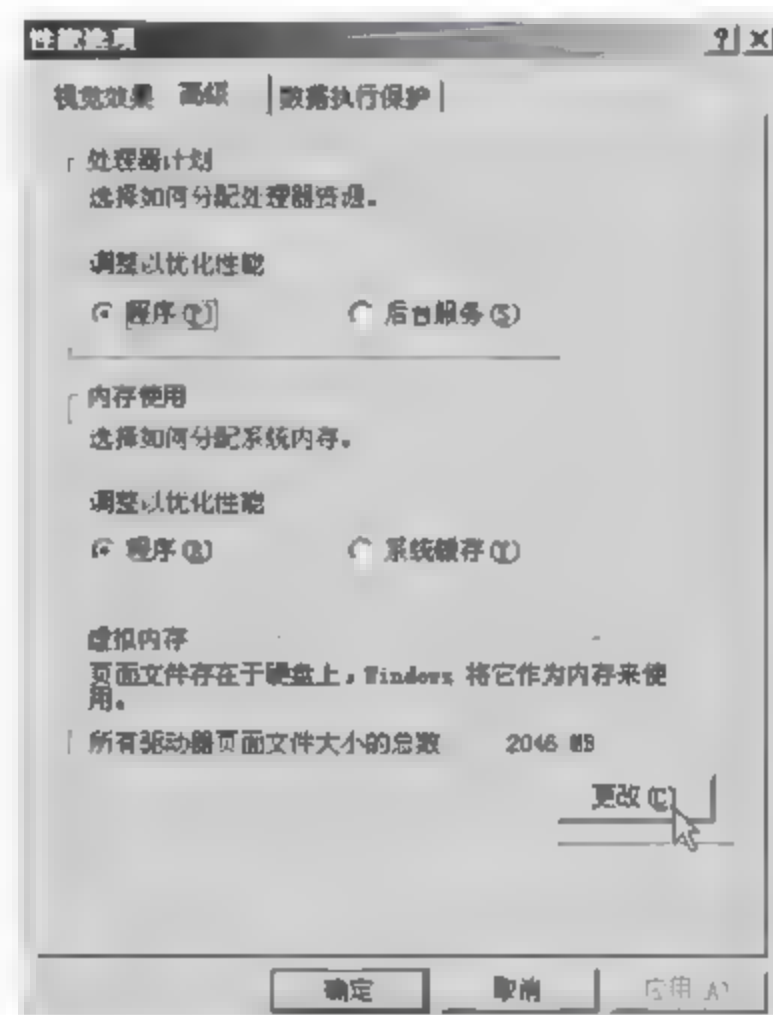 性能选项
视觉效果 高级 数据执行保护
处理器计划
选择如何分配处理器资源。
调整以优化性能
程序(P) 后台服务(S)
内存使用
选择如何分配系统内存。
调整以优化性能
程序(R) 系统缓存(Y)
虚拟内存
页面文件存在于硬盘上，Windows 将它作为内存来使
用。
所有驱动器页面文件大小的总数 2046 MB
更改(C)
确定 取消 应用(A)